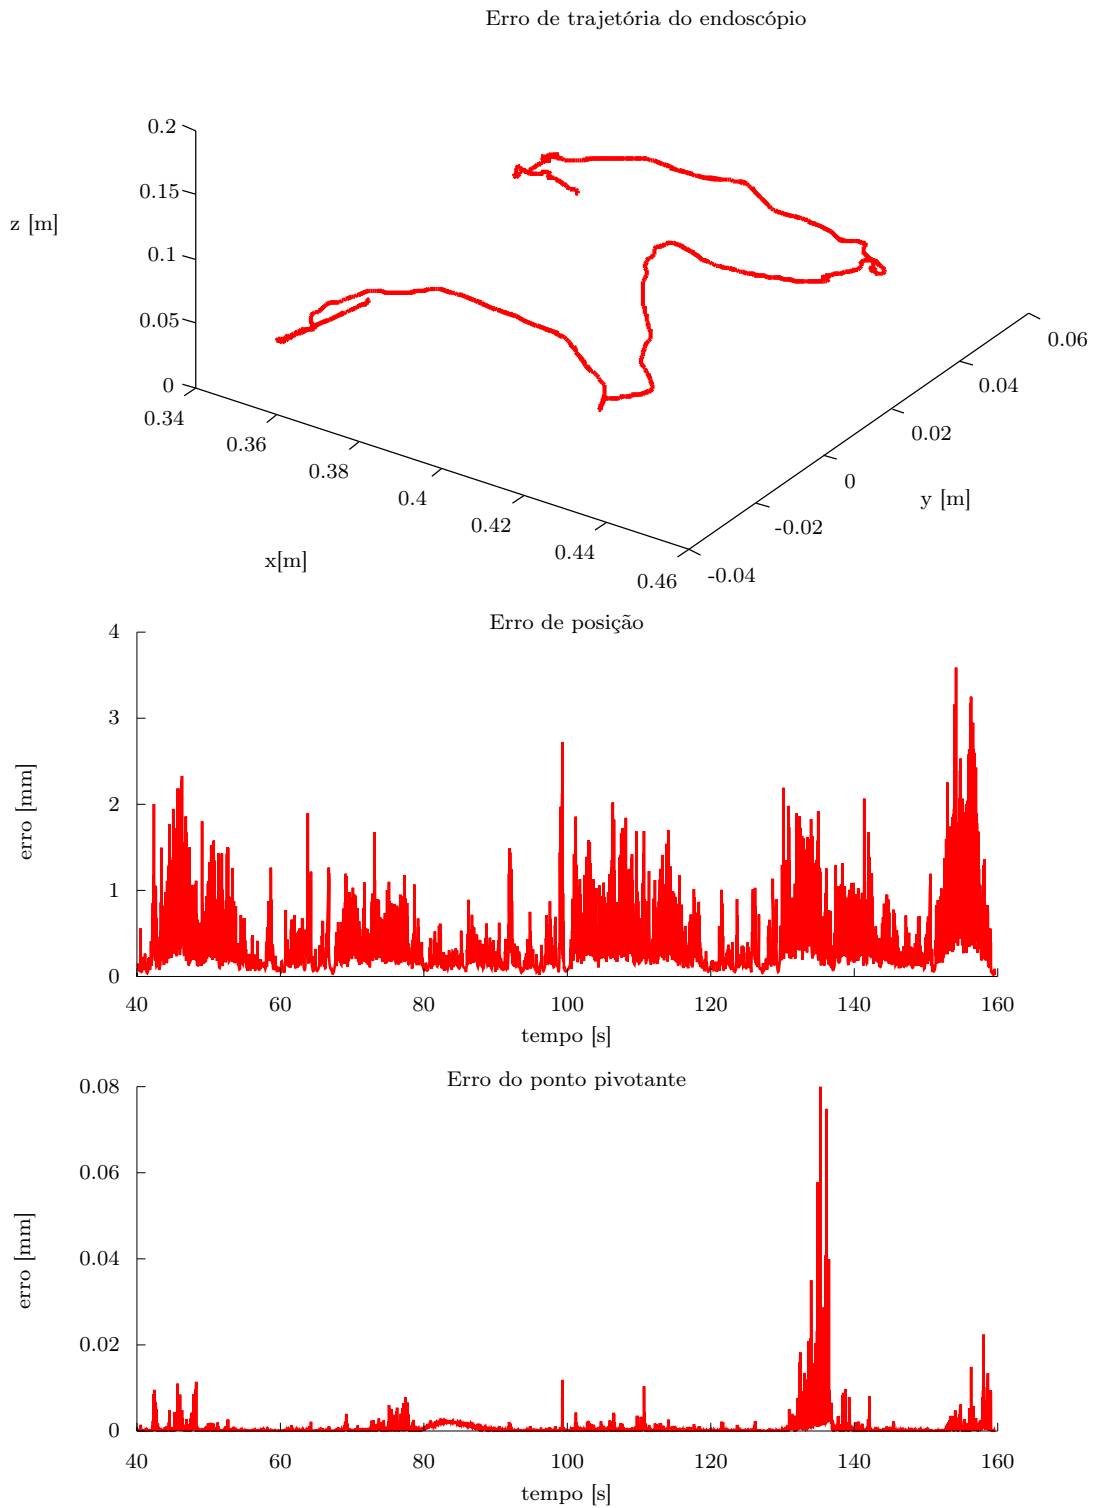 Erro de trajetória do endoscópio
0.2
0.15
z [m]
0.1
0.05
0
0.34
0.36
0.38
0.4
0.42
0.44
0.46
x[m]
-0.04
-0.02
0
0.02
0.04
0.06
y [m]
Erro de posição
4
3
2
1
0
erro [mm]
40 60 80 100 120 140 160
tempo [s]
Erro do ponto pivotante
0.08
0.06
0.04
0.02
0
erro [mm]
40 60 80 100 120 140 160
tempo [s]